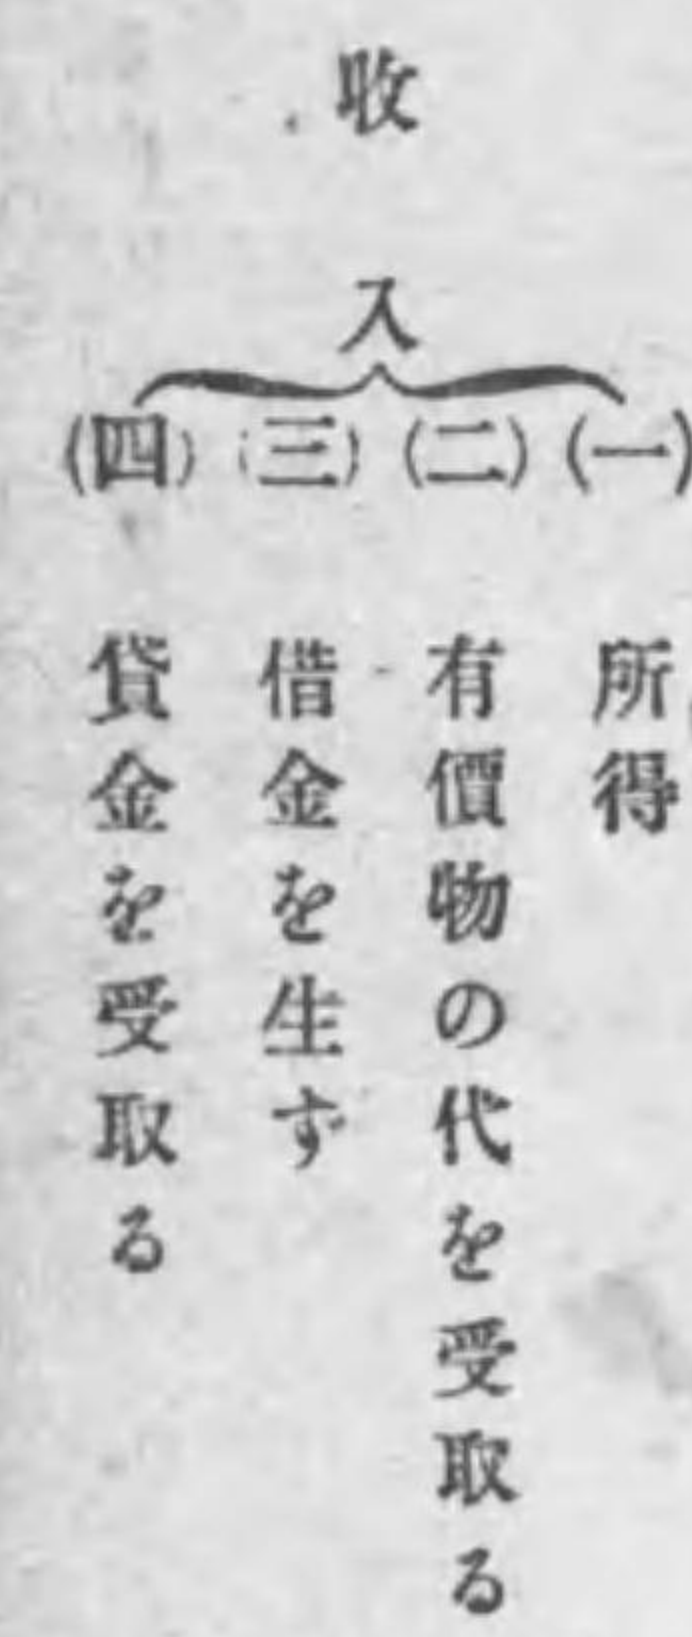 收入
(一) 所得
(二) 有價物の代を受取る
(三) 借金を生ず
(四) 貸金を受取る